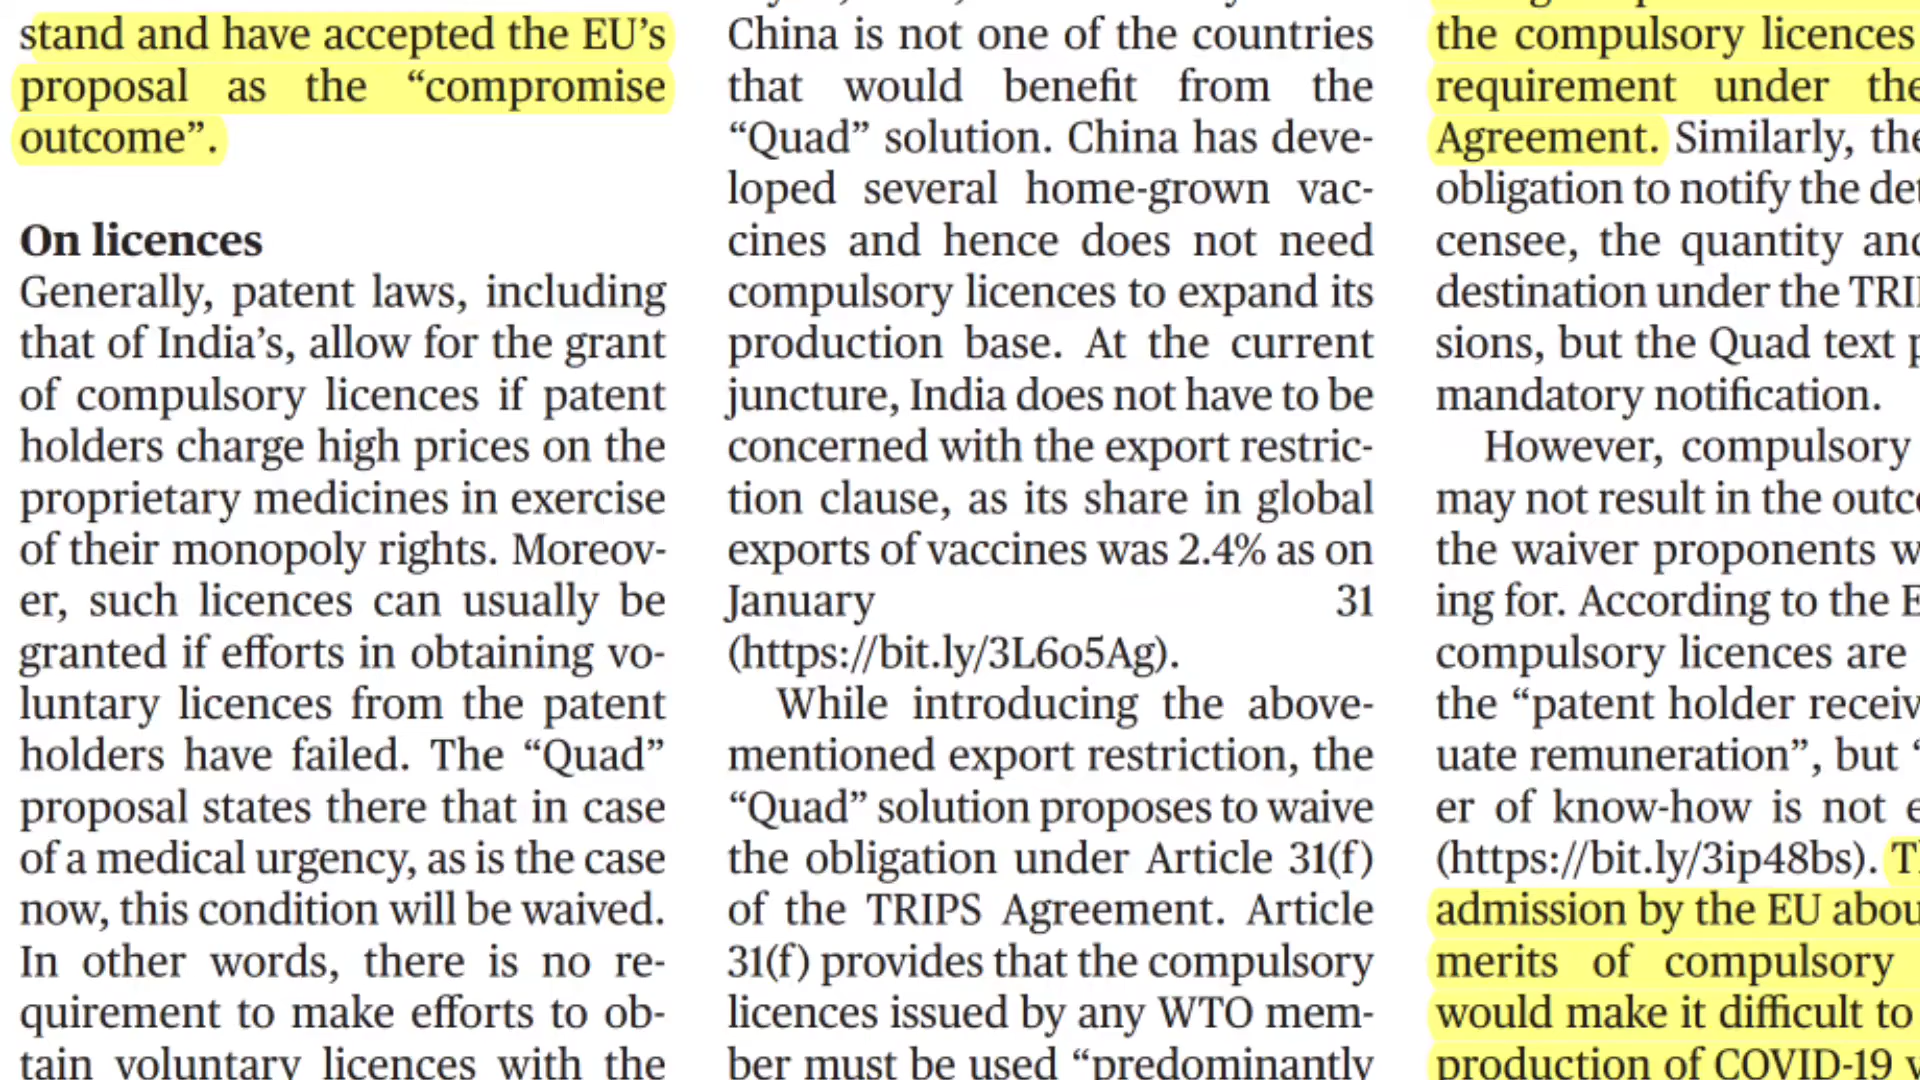 stand and have accepted the EU’s
proposal as the “compromise
outcome”.
On licences
Generally, patent laws, including
that of India’s, allow for the grant
of compulsory licences if patent
holders charge high prices on the
proprietary medicines in exercise
of their monopoly rights. Moreov-
er, such licences can usually be
granted if efforts in obtaining vo-
luntary licences from the patent
holders have failed. The “Quad”
proposal states there that in case
of a medical urgency, as is the case
now, this condition will be waived.
In other words, there is no re-
quirement to make efforts to ob-
tain voluntary licences with the
China is not one of the countries
that would benefit from the
“Quad” solution. China has deve-
loped several home-grown vac-
cines and hence does not need
compulsory licences to expand its
production base. At the current
juncture, India does not have to be
concerned with the export restric-
tion clause, as its share in global
exports of vaccines was 2.4% as on
January 31
(https://bit.ly/3L6o5Ag).
While introducing the above-
mentioned export restriction, the
“Quad” solution proposes to waive
the obligation under Article 31(f)
of the TRIPS Agreement. Article
31(f) provides that the compulsory
licences issued by any WTO mem-
ber must be used “predominantly
the compulsory licences
requirement under the
Agreement. Similarly, the
obligation to notify the
censee, the quantity
destination under the
sions, but the Quad text
mandatory notification.
However, compulsory
may not result in the
the waiver proponents
ing for. According to the
compulsory licences are
the “patent holder
uate remuneration”, but
er of know-how is not
(https://bit.ly/3ip48bs).
admission by the EU
merits of compulsory
would make it difficult to
production of COVID-19